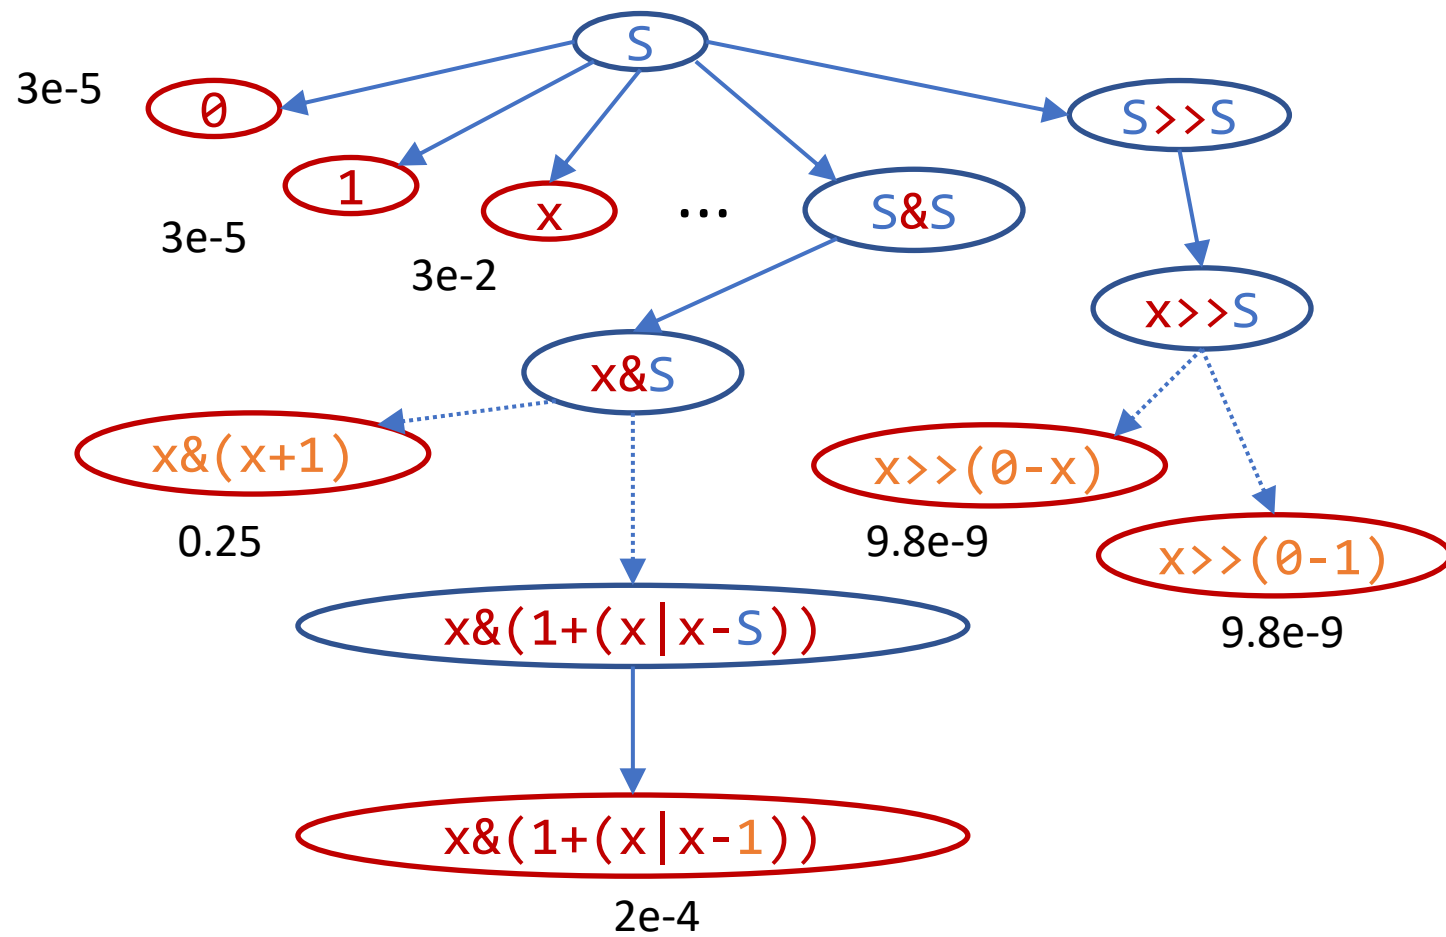 S
3e-5
0
S>>S
1
x
...
S&S
3e-5
3e-2
x>>S
x&S
x&(x+1)
x>>(0-x)
0.25
9.8e-9
x>>(0-1)
x&(1+(x|x-S))
9.8e-9
x&(1+(x|x-1))
2e-4